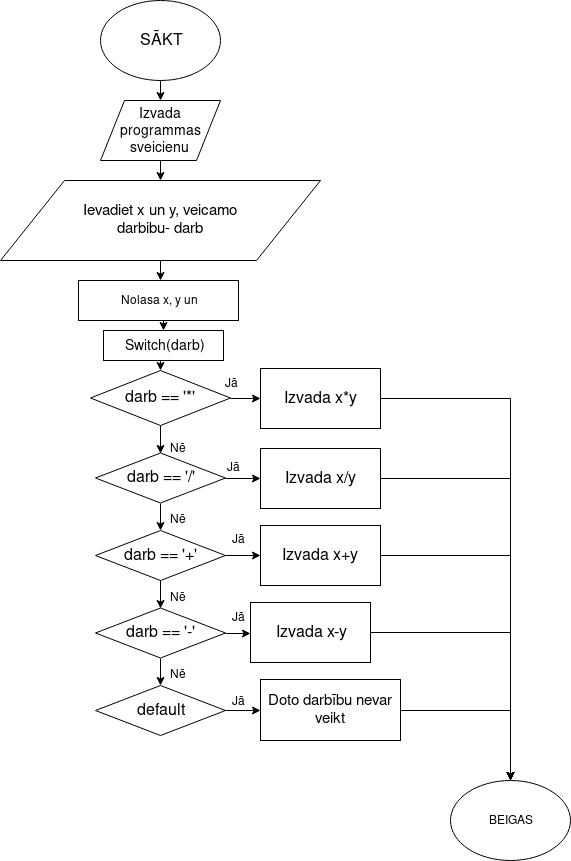 SĀKT
Izvada
programmas
sveicienu
Ievadiet x un y, veicamo
darbibu- darb
Nolasa x, y un
Switch(darb)
darb == '*'
Jā
Izvada x*y
Nē
darb == '/'
Jā
Izvada x/y
Nē
darb == '+'
Jā
Izvada x+y
Nē
darb == '-'
Jā
Izvada x-y
Nē
default
Jā
Doto darbību nevar
veikt
BEIGAS